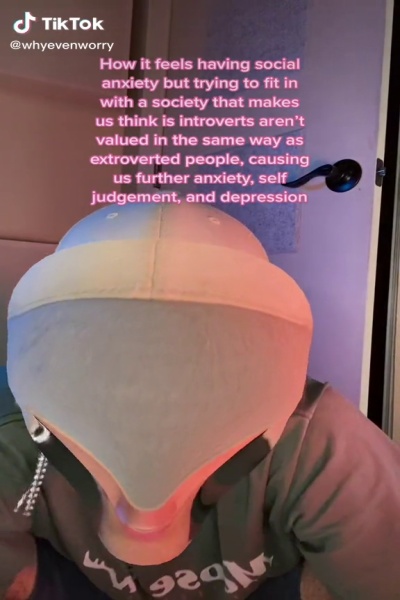 TikTok
@whyevenworry
How it feels having social
anxiety but trying to fit in
with a society that makes
us think is introverts aren't
valued in the same way as
extroverted people, causing
us further anxiety, self
judgement, and depression